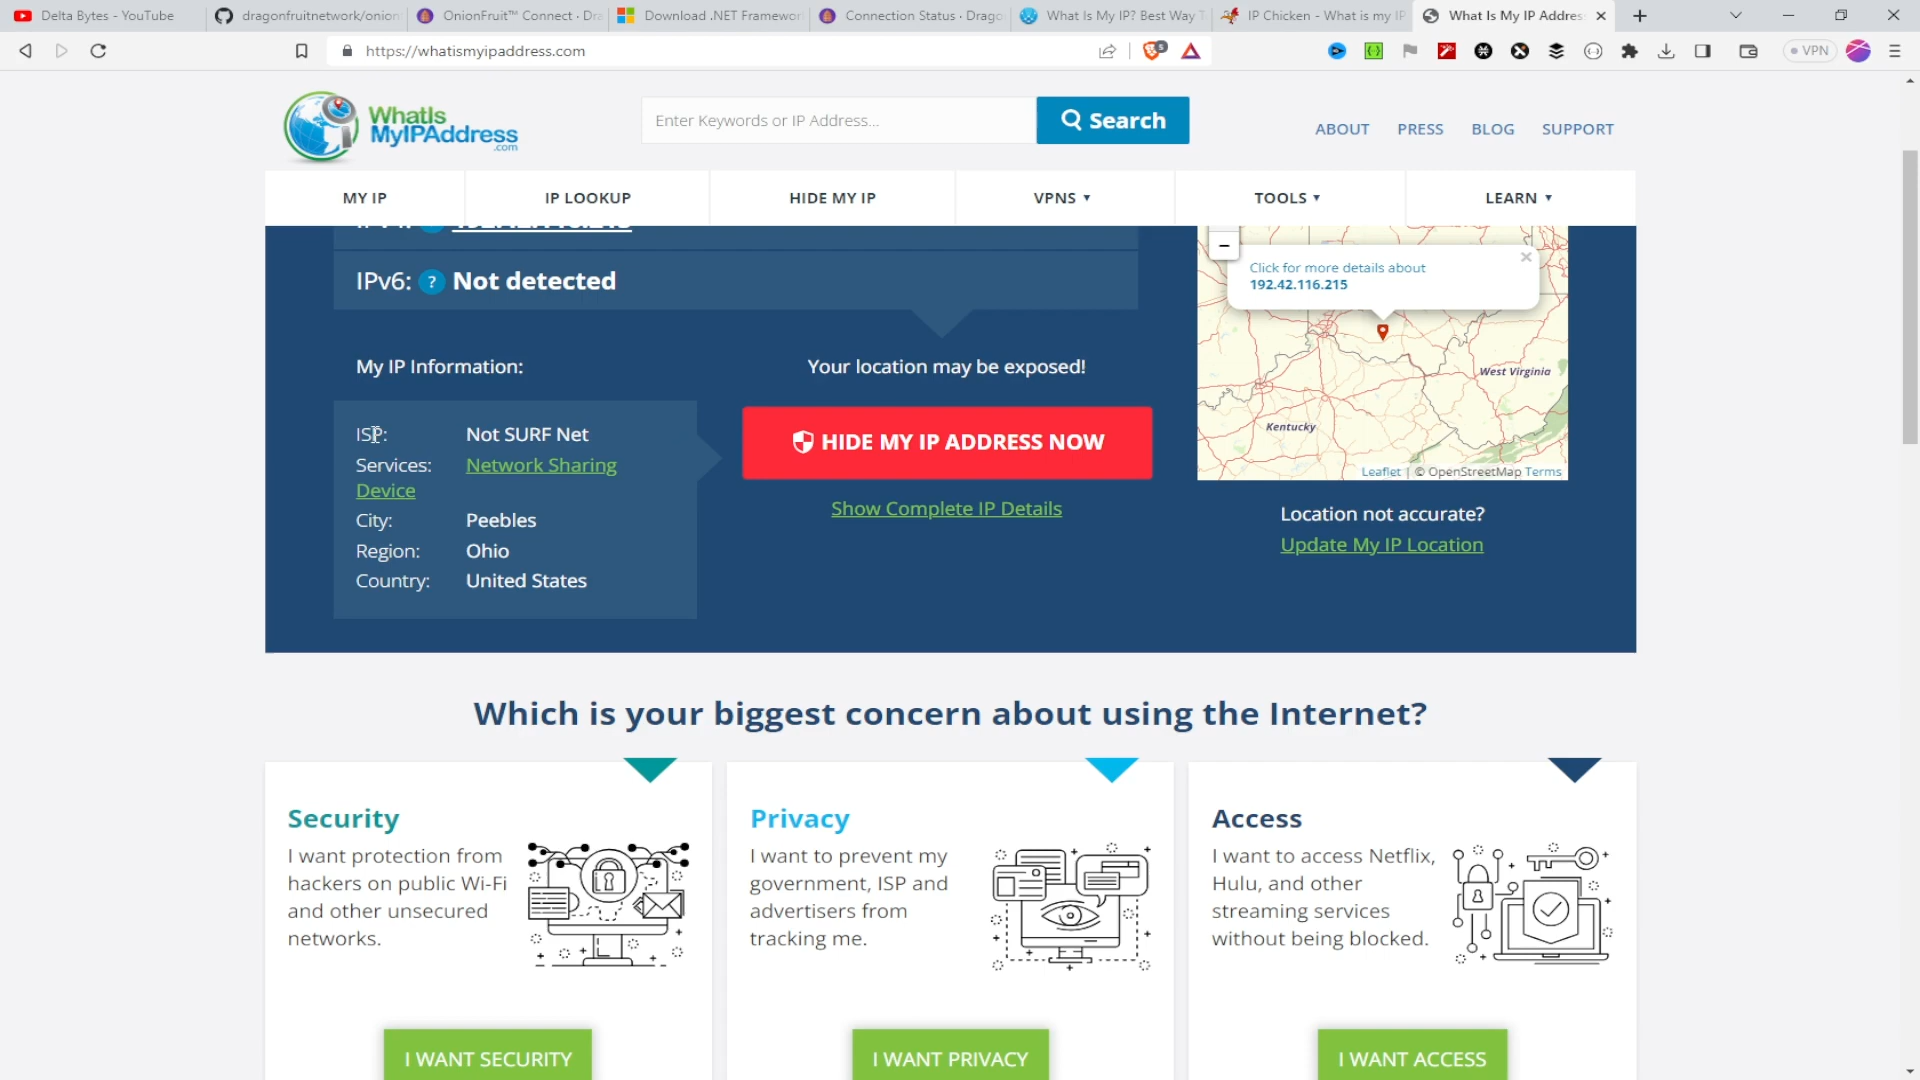 Delta Bytes - YouTube
dragonfruitnetwork/onion
OnionFruit™ Connect · Dra
Download .NET Framewor
Connection Status · Drago
What Is My IP? Best Way T
IP Chicken - What is my IP
What Is My IP Addres
https://whatismyipaddress.com
5
VPN
WhatIs
MyIPAddress
.com
Enter Keywords or IP Address...
Search
ABOUT
PRESS
BLOG
SUPPORT
MY IP
IP LOOKUP
HIDE MY IP
VPNS
TOOLS
LEARN
IPv6: ? Not detected
My IP Information:
ISP: Not SURF Net
Services: Network Sharing
Device
City: Peebles
Region: Ohio
Country: United States
Your location may be exposed!
HIDE MY IP ADDRESS NOW
Show Complete IP Details
−
Click for more details about
192.42.116.215
×
West Virginia
Kentucky
Leaflet | © OpenStreetMap Terms
Location not accurate?
Update My IP Location
Which is your biggest concern about using the Internet?
Security
I want protection from
hackers on public Wi-Fi
and other unsecured
networks.
I WANT SECURITY
Privacy
I want to prevent my
government, ISP and
advertisers from
tracking me.
I WANT PRIVACY
Access
I want to access Netflix,
Hulu, and other
streaming services
without being blocked.
I WANT ACCESS